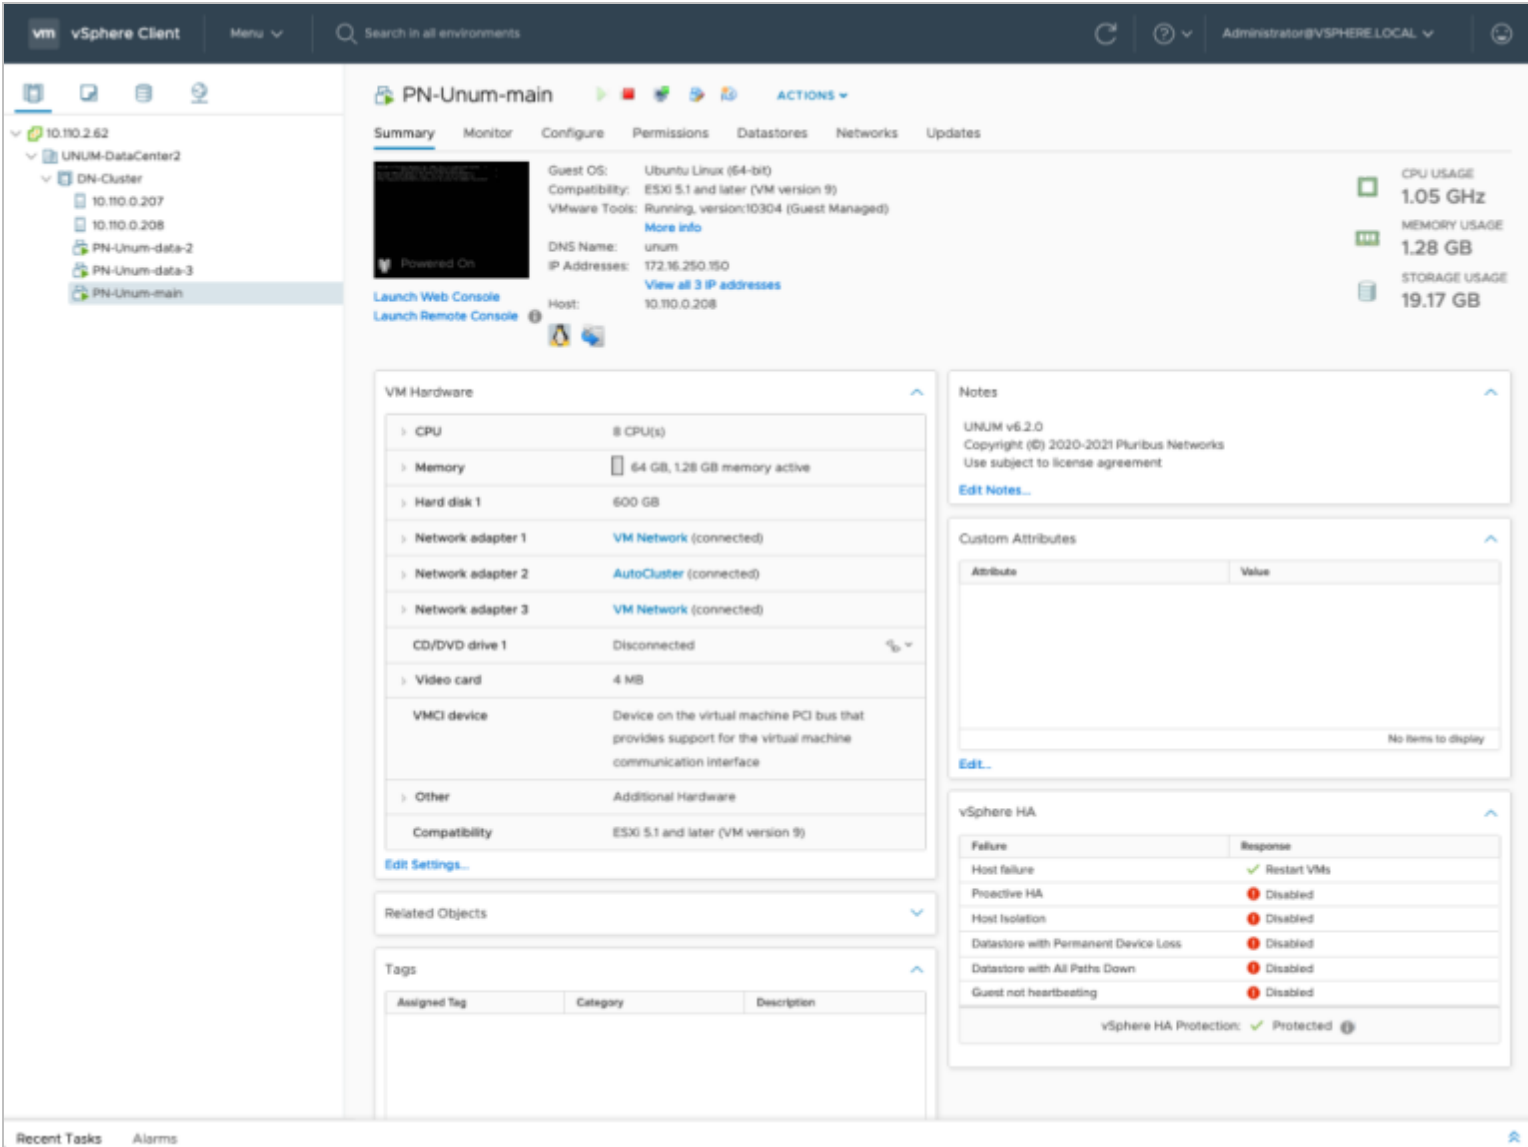 vm vSphere Client Menu Search in all environments Administrator@VSPHERE.LOCAL
10.110.2.62
UNUM-DataCenter2
DN-Cluster
10.110.0.207
10.110.0.208
PN-Unum-data-2
PN-Unum-data-3
PN-Unum-main
PN-Unum-main ACTIONS
Summary Monitor Configure Permissions Datastores Networks Updates
Powered On
Launch Web Console
Launch Remote Console
Guest OS: Ubuntu Linux (64-bit)
Compatibility: ESXi 5.1 and later (VM version 9)
VMware Tools: Running, version:10304 (Guest Managed)
More info
DNS Name: unum
IP Addresses: 172.16.250.150
View all 3 IP addresses
Host: 10.110.0.208
CPU USAGE
1.05 GHz
MEMORY USAGE
1.28 GB
STORAGE USAGE
19.17 GB
VM Hardware
CPU 8 CPU(s)
Memory 64 GB, 1.28 GB memory active
Hard disk 1 600 GB
Network adapter 1 VM Network (connected)
Network adapter 2 AutoCluster (connected)
Network adapter 3 VM Network (connected)
CD/DVD drive 1 Disconnected
Video card 4 MB
VMCI device Device on the virtual machine PCI bus that
provides support for the virtual machine
communication interface
Other Additional Hardware
Compatibility ESXi 5.1 and later (VM version 9)
Edit Settings...
Related Objects
Tags
Assigned Tag Category Description
Notes
UNUM v6.2.0
Copyright (©) 2020-2021 Pluribus Networks
Use subject to license agreement
Edit Notes...
Custom Attributes
Attribute Value
No items to display
Edit...
vSphere HA
Failure Response
Host failure Restart VMs
Proactive HA Disabled
Host Isolation Disabled
Datastore with Permanent Device Loss Disabled
Datastore with All Paths Down Disabled
Guest not heartbeating Disabled
vSphere HA Protection: Protected
Recent Tasks Alarms